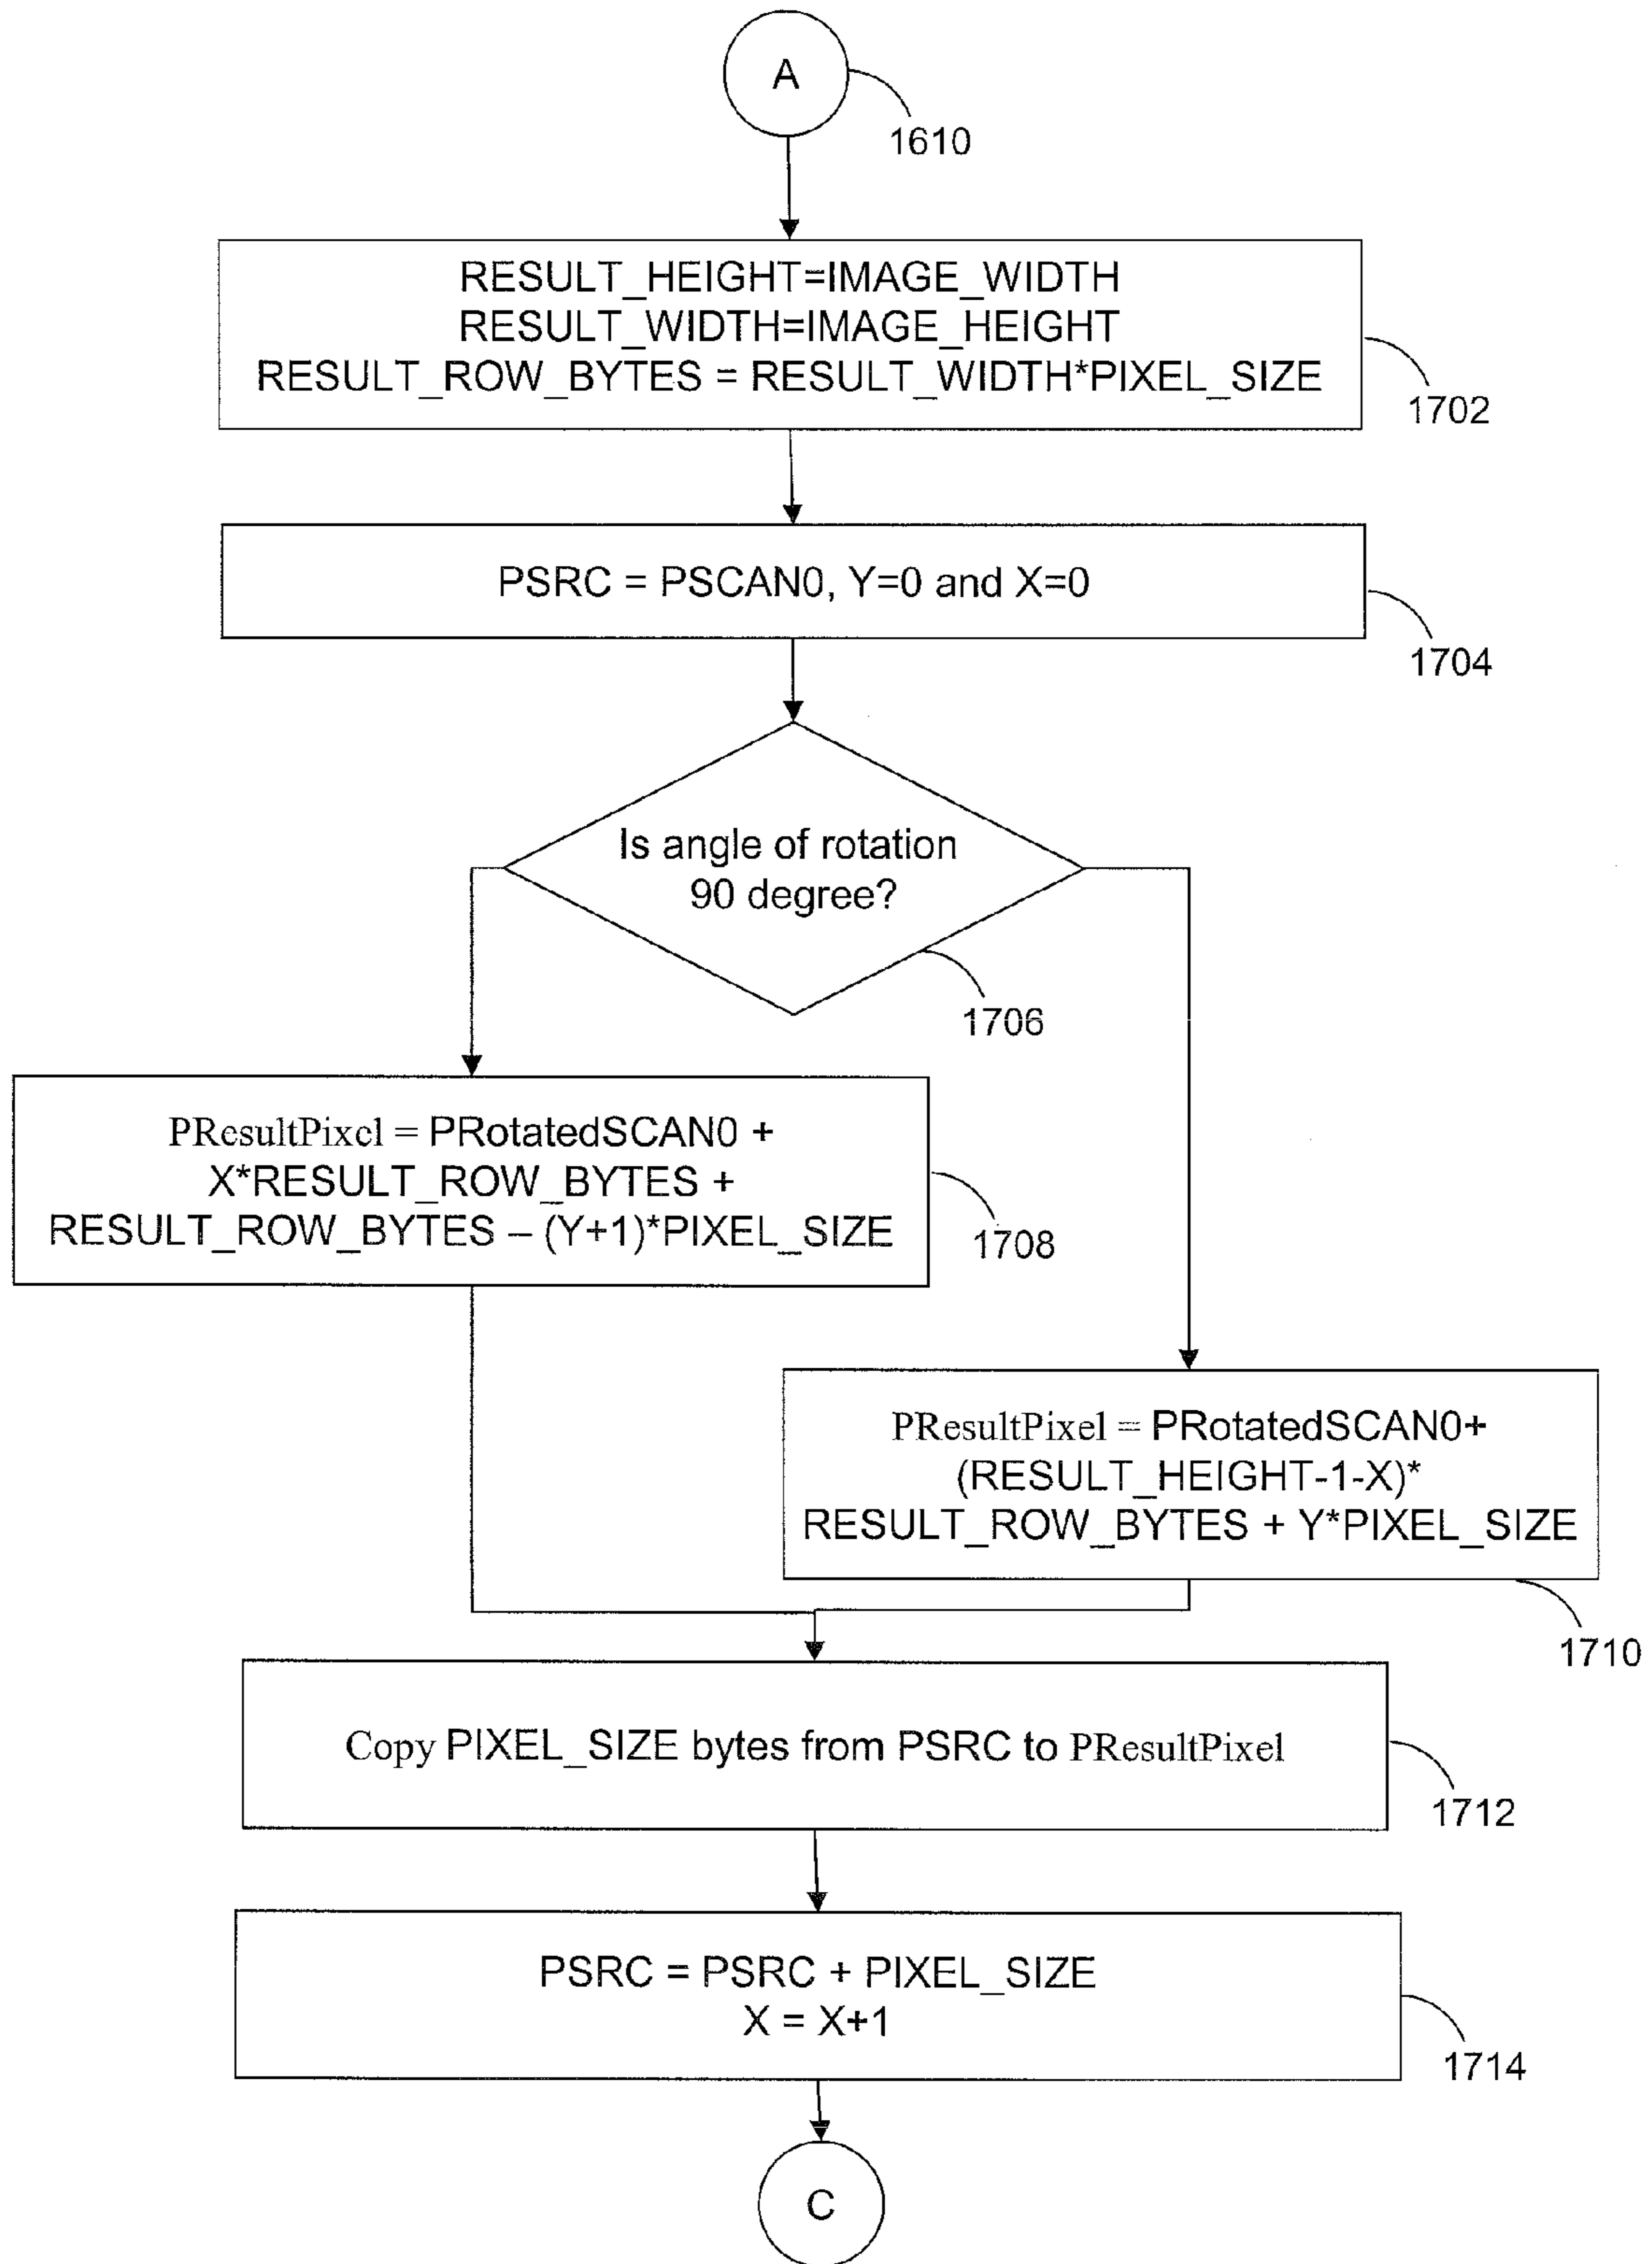 A
1610
RESULT_HEIGHT=IMAGE_WIDTH
RESULT_WIDTH=IMAGE_HEIGHT
RESULT_ROW_BYTES = RESULT_WIDTH*PIXEL_SIZE
1702
PSRC = PSCAN0, Y=0 and X=0
1704
Is angle of rotation
90 degree?
1706
PResultPixel = PRotatedSCAN0 +
X*RESULT_ROW_BYTES +
RESULT_ROW_BYTES – (Y+1)*PIXEL_SIZE
1708
PResultPixel = PRotatedSCAN0+
(RESULT_HEIGHT-1-X)*
RESULT_ROW_BYTES + Y*PIXEL_SIZE
1710
Copy PIXEL_SIZE bytes from PSRC to PResultPixel
1712
PSRC = PSRC + PIXEL_SIZE
X = X+1
1714
C